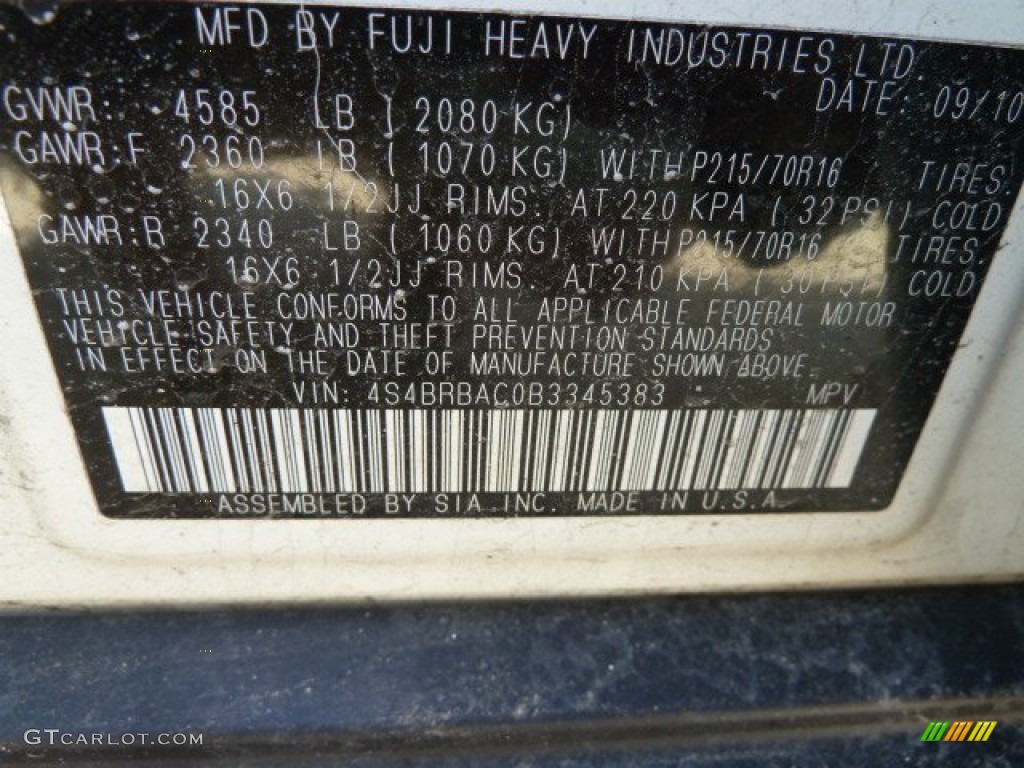 MFD BY FUJI HEAVY INDUSTRIES LTD.
GVWR: 4585 LB ( 2080 KG) DATE: 09/10
GAWR:F 2360 LB ( 1070 KG) WITH P215/70R16 TIRES
16X6 1/2JJ RIMS. AT 220 KPA ( 32 PSI) COLD
GAWR:R 2340 LB ( 1060 KG) WITH P215/70R16 TIRES
16X6 1/2JJ RIMS. AT 210 KPA ( 30 PSI) COLD
THIS VEHICLE CONFORMS TO ALL APPLICABLE FEDERAL MOTOR
VEHICLE-SAFETY AND THEFT PREVENTION STANDARDS
IN EFFECT ON THE DATE OF MANUFACTURE SHOWN ABOVE.
VIN: 4S4BRBAC0B3345383 MPV
ASSEMBLED BY SIA INC. MADE IN U.S.A.
GTCARLOT.COM